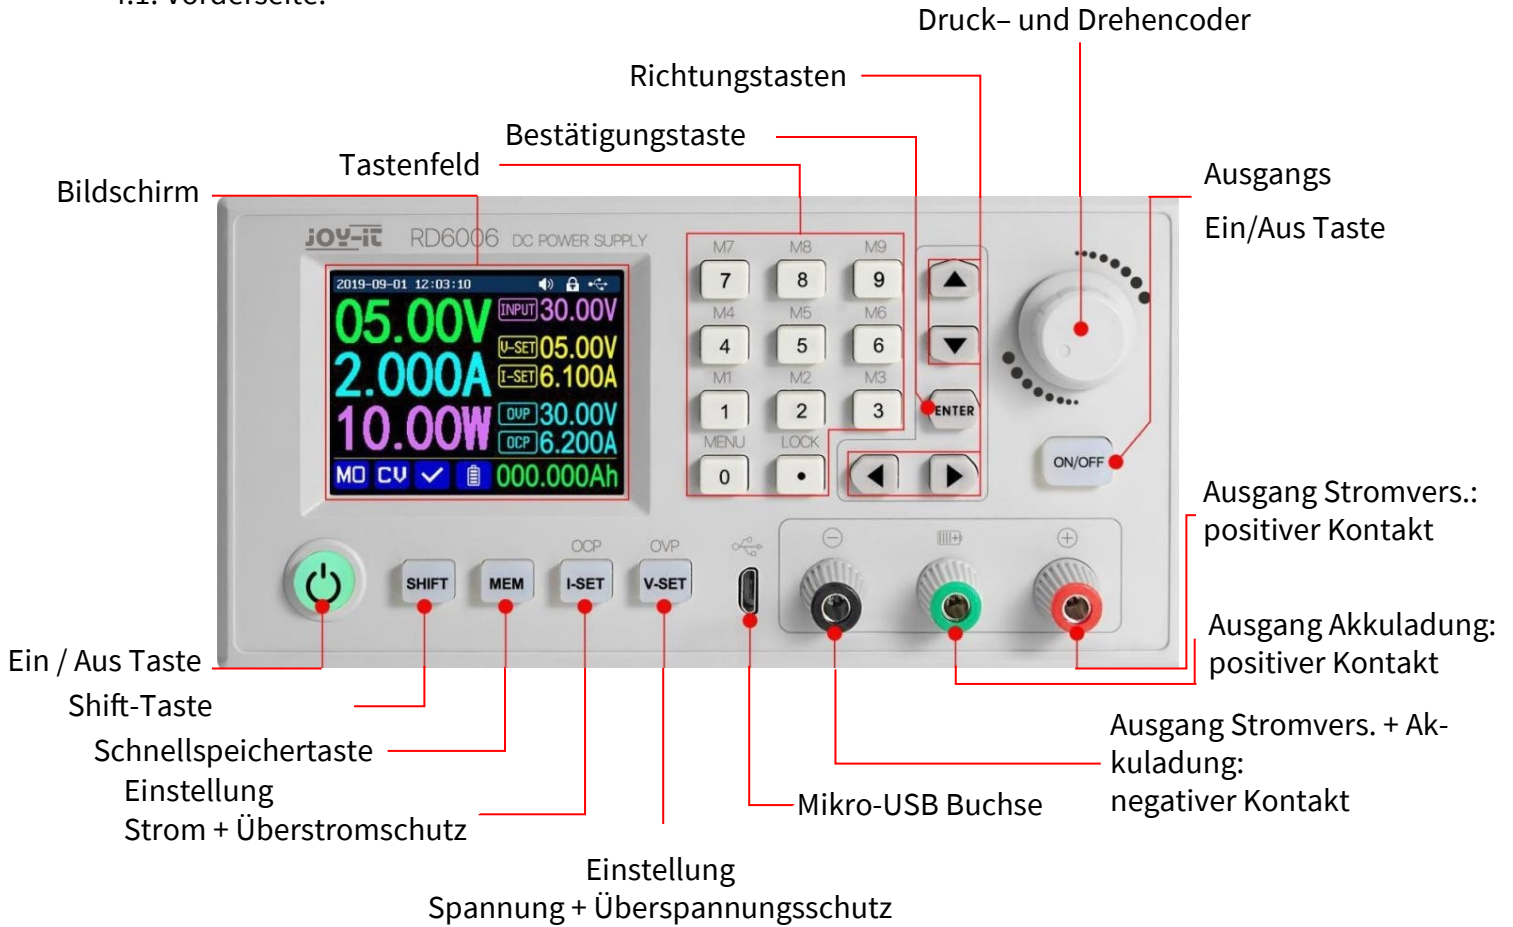 4.1. Vorderseite:
Druck– und Drehencoder
Richtungstasten
Bestätigungstaste
Tastenfeld
Bildschirm
Ausgangs
Ein/Aus Taste
JOY-iT RD6006 DC POWER SUPPLY
2019-09-01 12:03:10
05.00V
INPUT 30.00V
V-SET 05.00V
2.000A
I-SET 6.100A
10.00W
OVP 30.00V
OCP 6.200A
M0 CV 000.000Ah
M7 M8 M9
7 8 9
M4 M5 M6
4 5 6
M1 M2 M3
1 2 3
ENTER
MENU LOCK
0 •
ON/OFF
OCP OVP
SHIFT MEM I-SET V-SET
Ausgang Stromvers.:
positiver Kontakt
Ausgang Akkuladung:
positiver Kontakt
Ausgang Stromvers. + Ak-
kuladung:
negativer Kontakt
Ein / Aus Taste
Shift-Taste
Schnellspeichertaste
Einstellung
Strom + Überstromschutz
Mikro-USB Buchse
Einstellung
Spannung + Überspannungsschutz